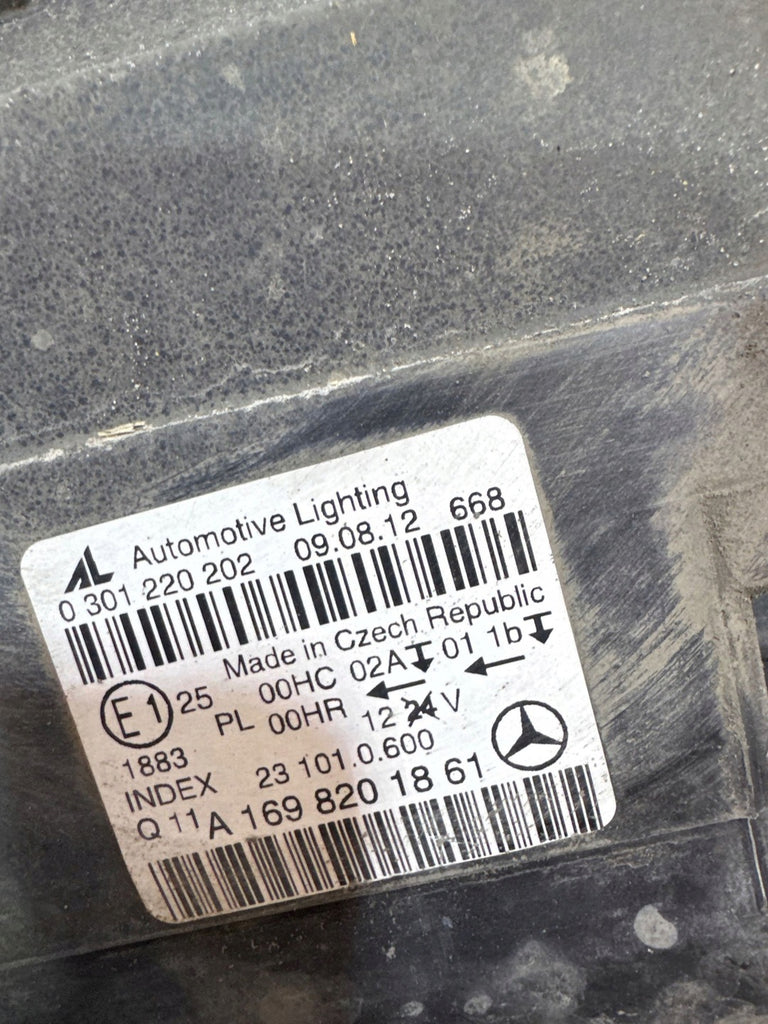 AL Automotive Lighting
0 301 220 202 09.08.12 668
Made in Czech Republic
E1 25 00HC 02A 01 1b
PL 00HR 12 24 V
1883
INDEX 23 101.0.600
Q 11 A 169 820 18 61